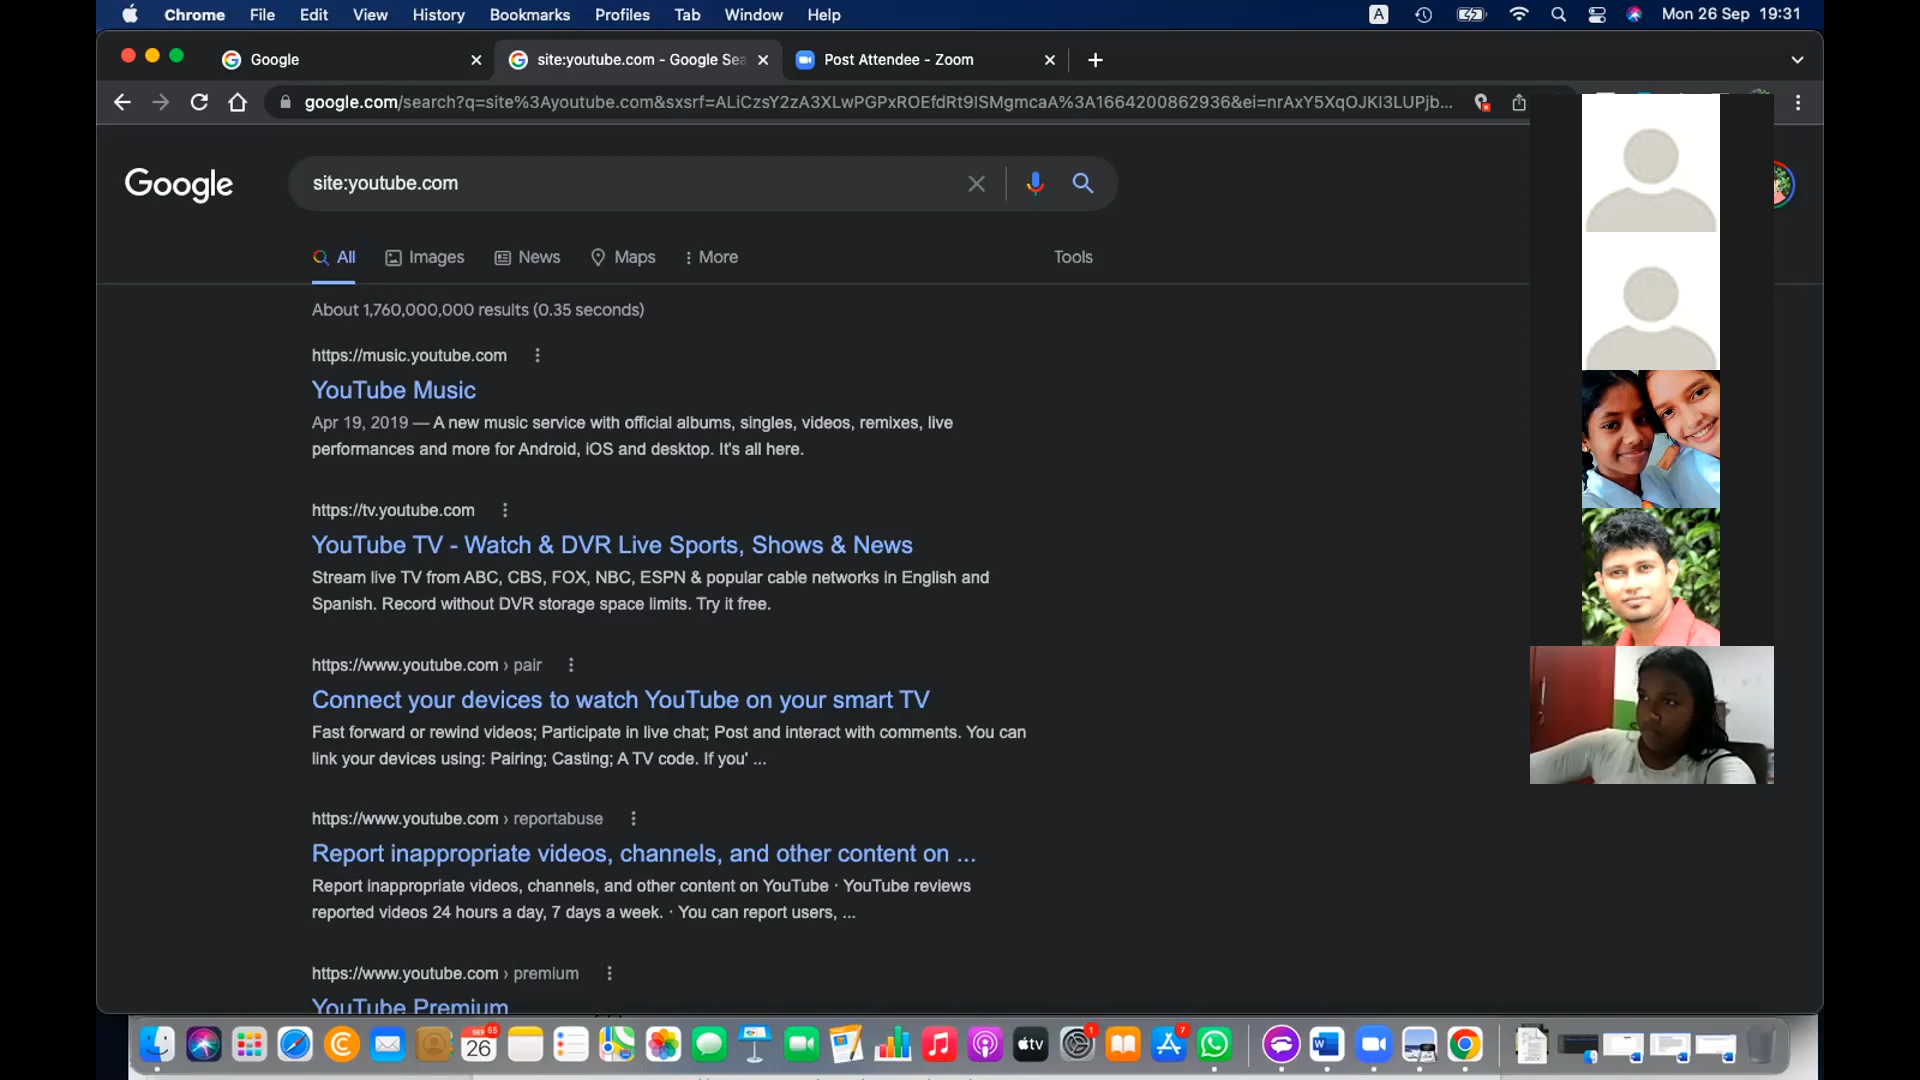 Chrome File Edit View History Bookmarks Profiles Tab Window Help
A
Mon 26 Sep 19:31
Google
site:youtube.com - Google Sea
Post Attendee - Zoom
google.com/search?q=site%3Ayoutube.com&sxsrf=ALiCzsY2zA3XLwPGPxROEfdRt9ISMgmcaA%3A1664200862936&ei=nrAxY5XqOJKI3LUPjb...
Google
site:youtube.com
All Images News Maps More Tools
About 1,760,000,000 results (0.35 seconds)
https://music.youtube.com
YouTube Music
Apr 19, 2019 — A new music service with official albums, singles, videos, remixes, live
performances and more for Android, iOS and desktop. It's all here.
https://tv.youtube.com
YouTube TV - Watch & DVR Live Sports, Shows & News
Stream live TV from ABC, CBS, FOX, NBC, ESPN & popular cable networks in English and
Spanish. Record without DVR storage space limits. Try it free.
https://www.youtube.com › pair
Connect your devices to watch YouTube on your smart TV
Fast forward or rewind videos; Participate in live chat; Post and interact with comments. You can
link your devices using: Pairing; Casting; A TV code. If you' ...
https://www.youtube.com › reportabuse
Report inappropriate videos, channels, and other content on ...
Report inappropriate videos, channels, and other content on YouTube · YouTube reviews
reported videos 24 hours a day, 7 days a week. · You can report users, ...
https://www.youtube.com › premium
YouTube Premium
SEP 65
26
tv
1
7
W